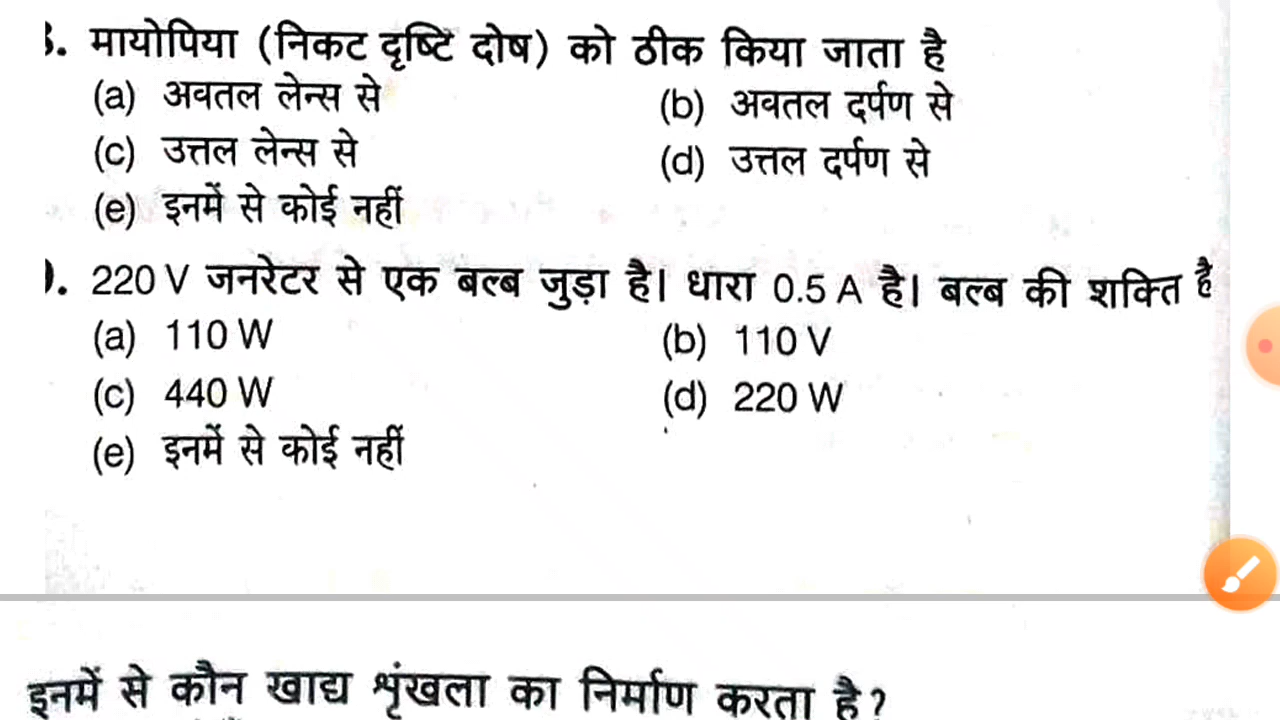 . मायोपिया (निकट दृष्टि दोष) को ठीक किया जाता है
(a) अवतल लेन्स से (b) अवतल दर्पण से
(c) उत्तल लेन्स से (d) उत्तल दर्पण से
(e) इनमें से कोई नहीं
. 220 V जनरेटर से एक बल्ब जुड़ा है। धारा 0.5 A है। बल्ब की शक्ति है
(a) 110 W (b) 110 V
(c) 440 W (d) 220 W
(e) इनमें से कोई नहीं
इनमें से कौन खाद्य शृंखला का निर्माण करता है?